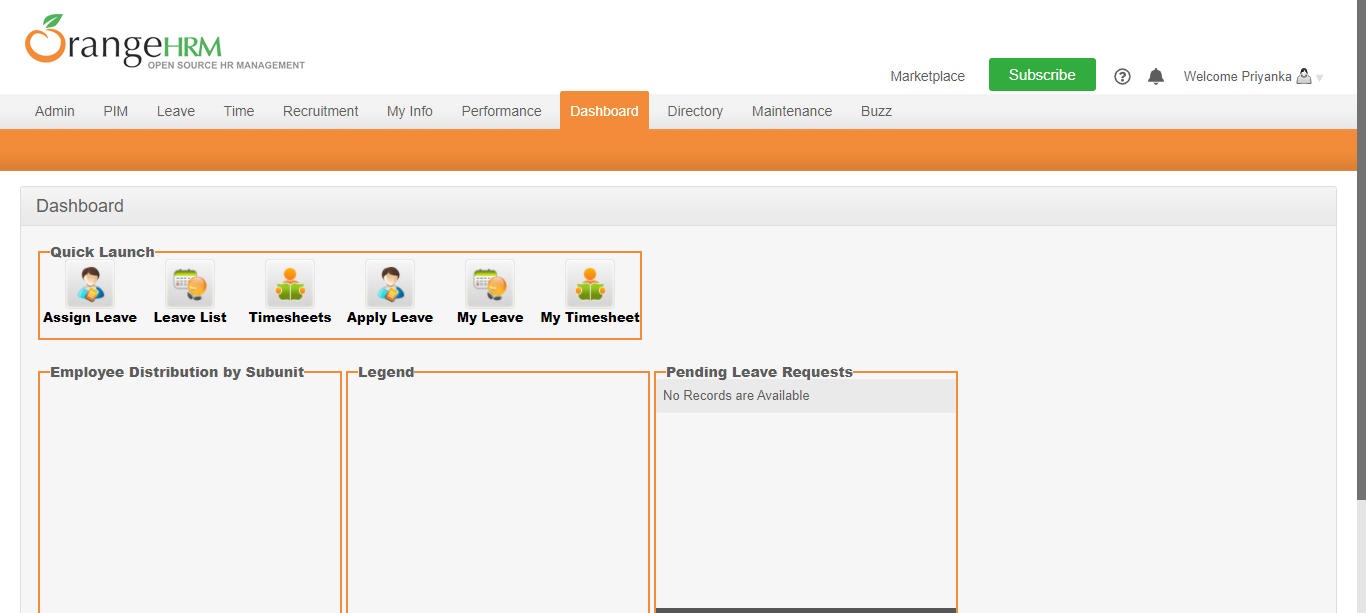 OrangeHRM
OPEN SOURCE HR MANAGEMENT
Marketplace Subscribe ? Welcome Priyanka
Admin PIM Leave Time Recruitment My Info Performance Dashboard Directory Maintenance Buzz
Dashboard
Quick Launch
Assign Leave Leave List Timesheets Apply Leave My Leave My Timesheet
Employee Distribution by Subunit Legend Pending Leave Requests
No Records are Available